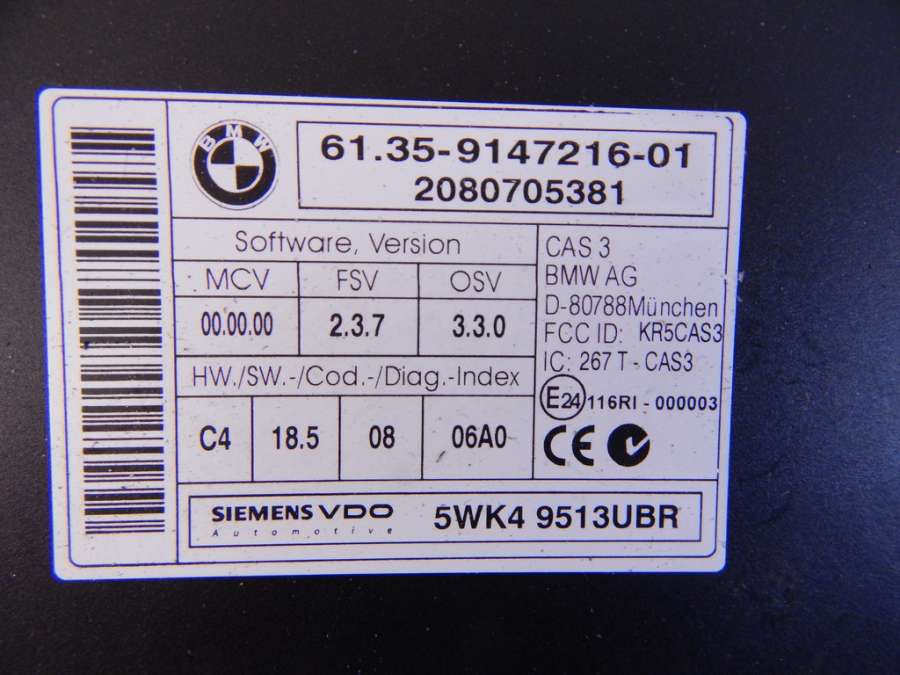 BMW
61.35-9147216-01
2080705381
Software, Version
MCV FSV OSV
00.00.00 2.3.7 3.3.0
HW./SW.-/Cod.-/Diag.-Index
C4 18.5 08 06A0
CAS 3
BMW AG
D-80788München
FCC ID: KR5CAS3
IC: 267 T - CAS3
E24 116RI - 000003
CE
SIEMENS VDO
Automotive
5WK4 9513UBR